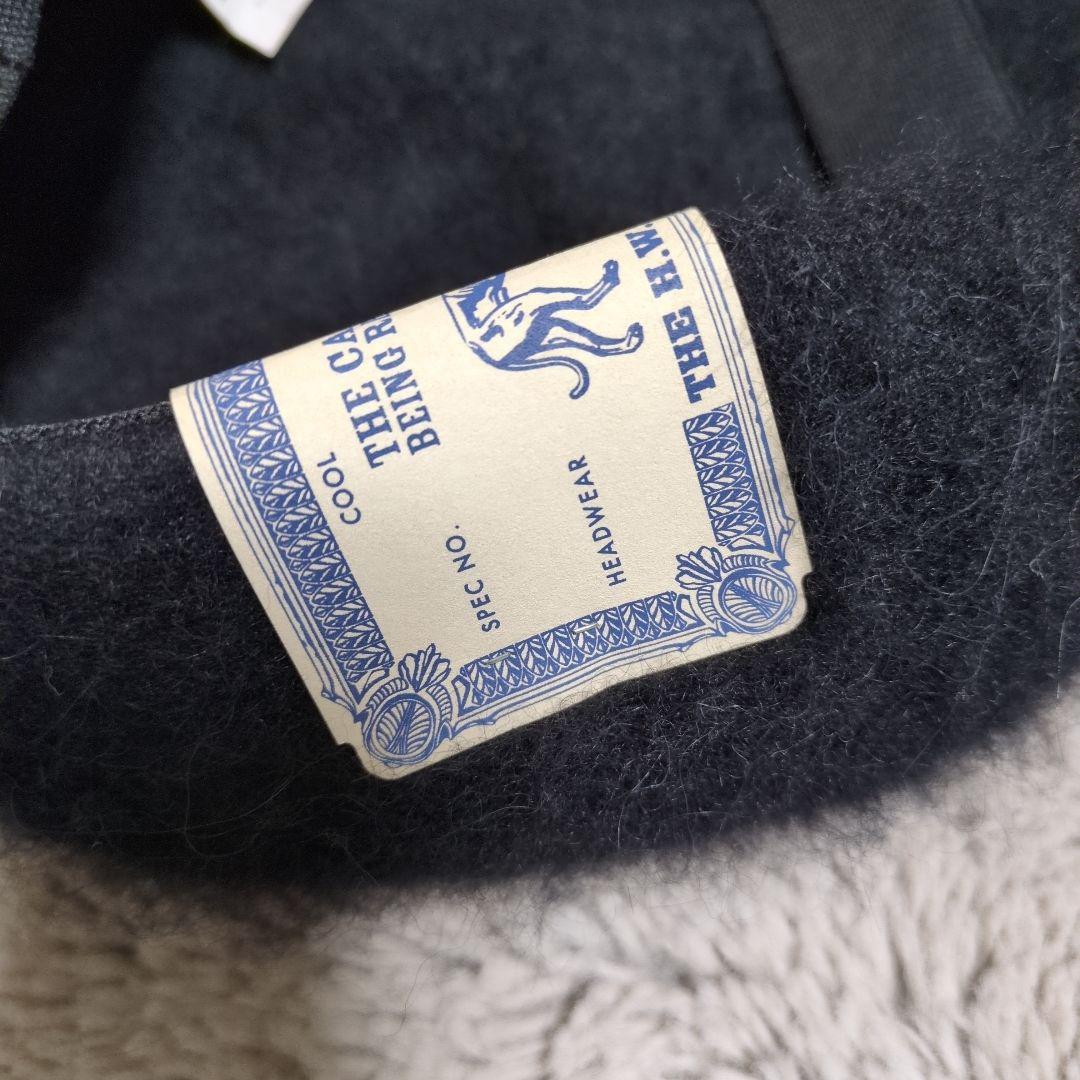 THE H.W.
HEADWEAR
SPEC NO.
THE CA
BEING R
COOL